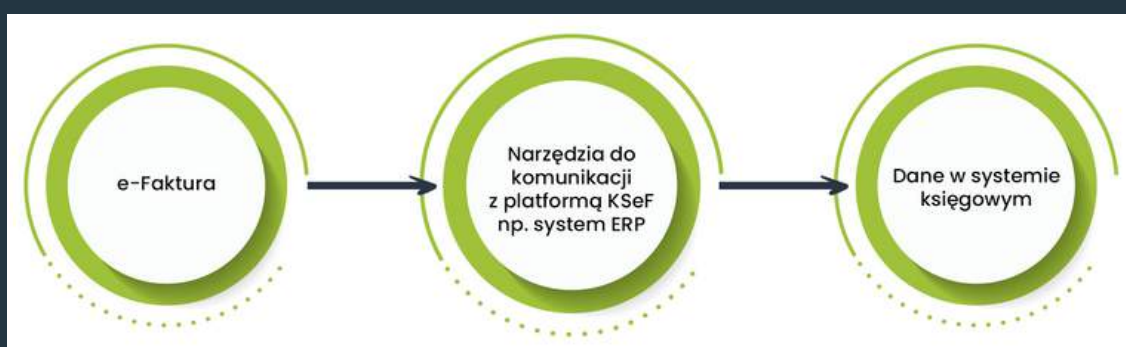 e-Faktura
Narzędzia do
komunikacji
z platformą KSeF
np. system ERP
Dane w systemie
księgowym